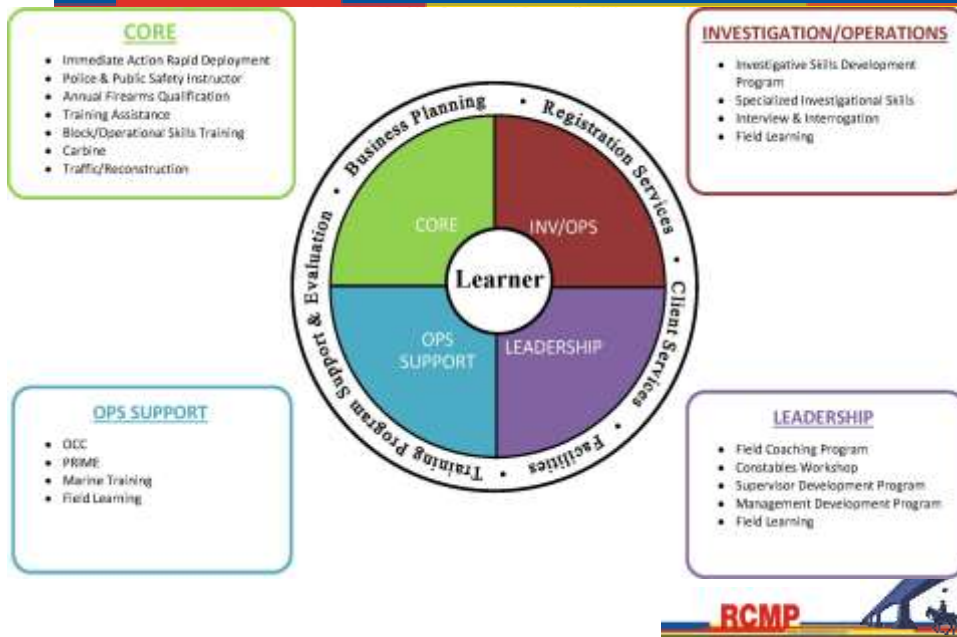 CORE
• Immediate Action Rapid Deployment
• Police & Public Safety Instructor
• Annual Firearms Qualification
• Training Assistance
• Block/Operational Skills Training
• Carbine
• Traffic/Reconstruction
INVESTIGATION/OPERATIONS
• Investigative Skills Development
Program
• Specialized Investigational Skills
• Interview & Interrogation
• Field Learning
Training Program Support & Evaluation • Business Planning • Registration Services • Client Services • Facilities •
CORE
INV/OPS
Learner
OPS
SUPPORT
LEADERSHIP
OPS SUPPORT
• OCC
• PRIME
• Marine Training
• Field Learning
LEADERSHIP
• Field Coaching Program
• Constables Workshop
• Supervisor Development Program
• Management Development Program
• Field Learning
RCMP